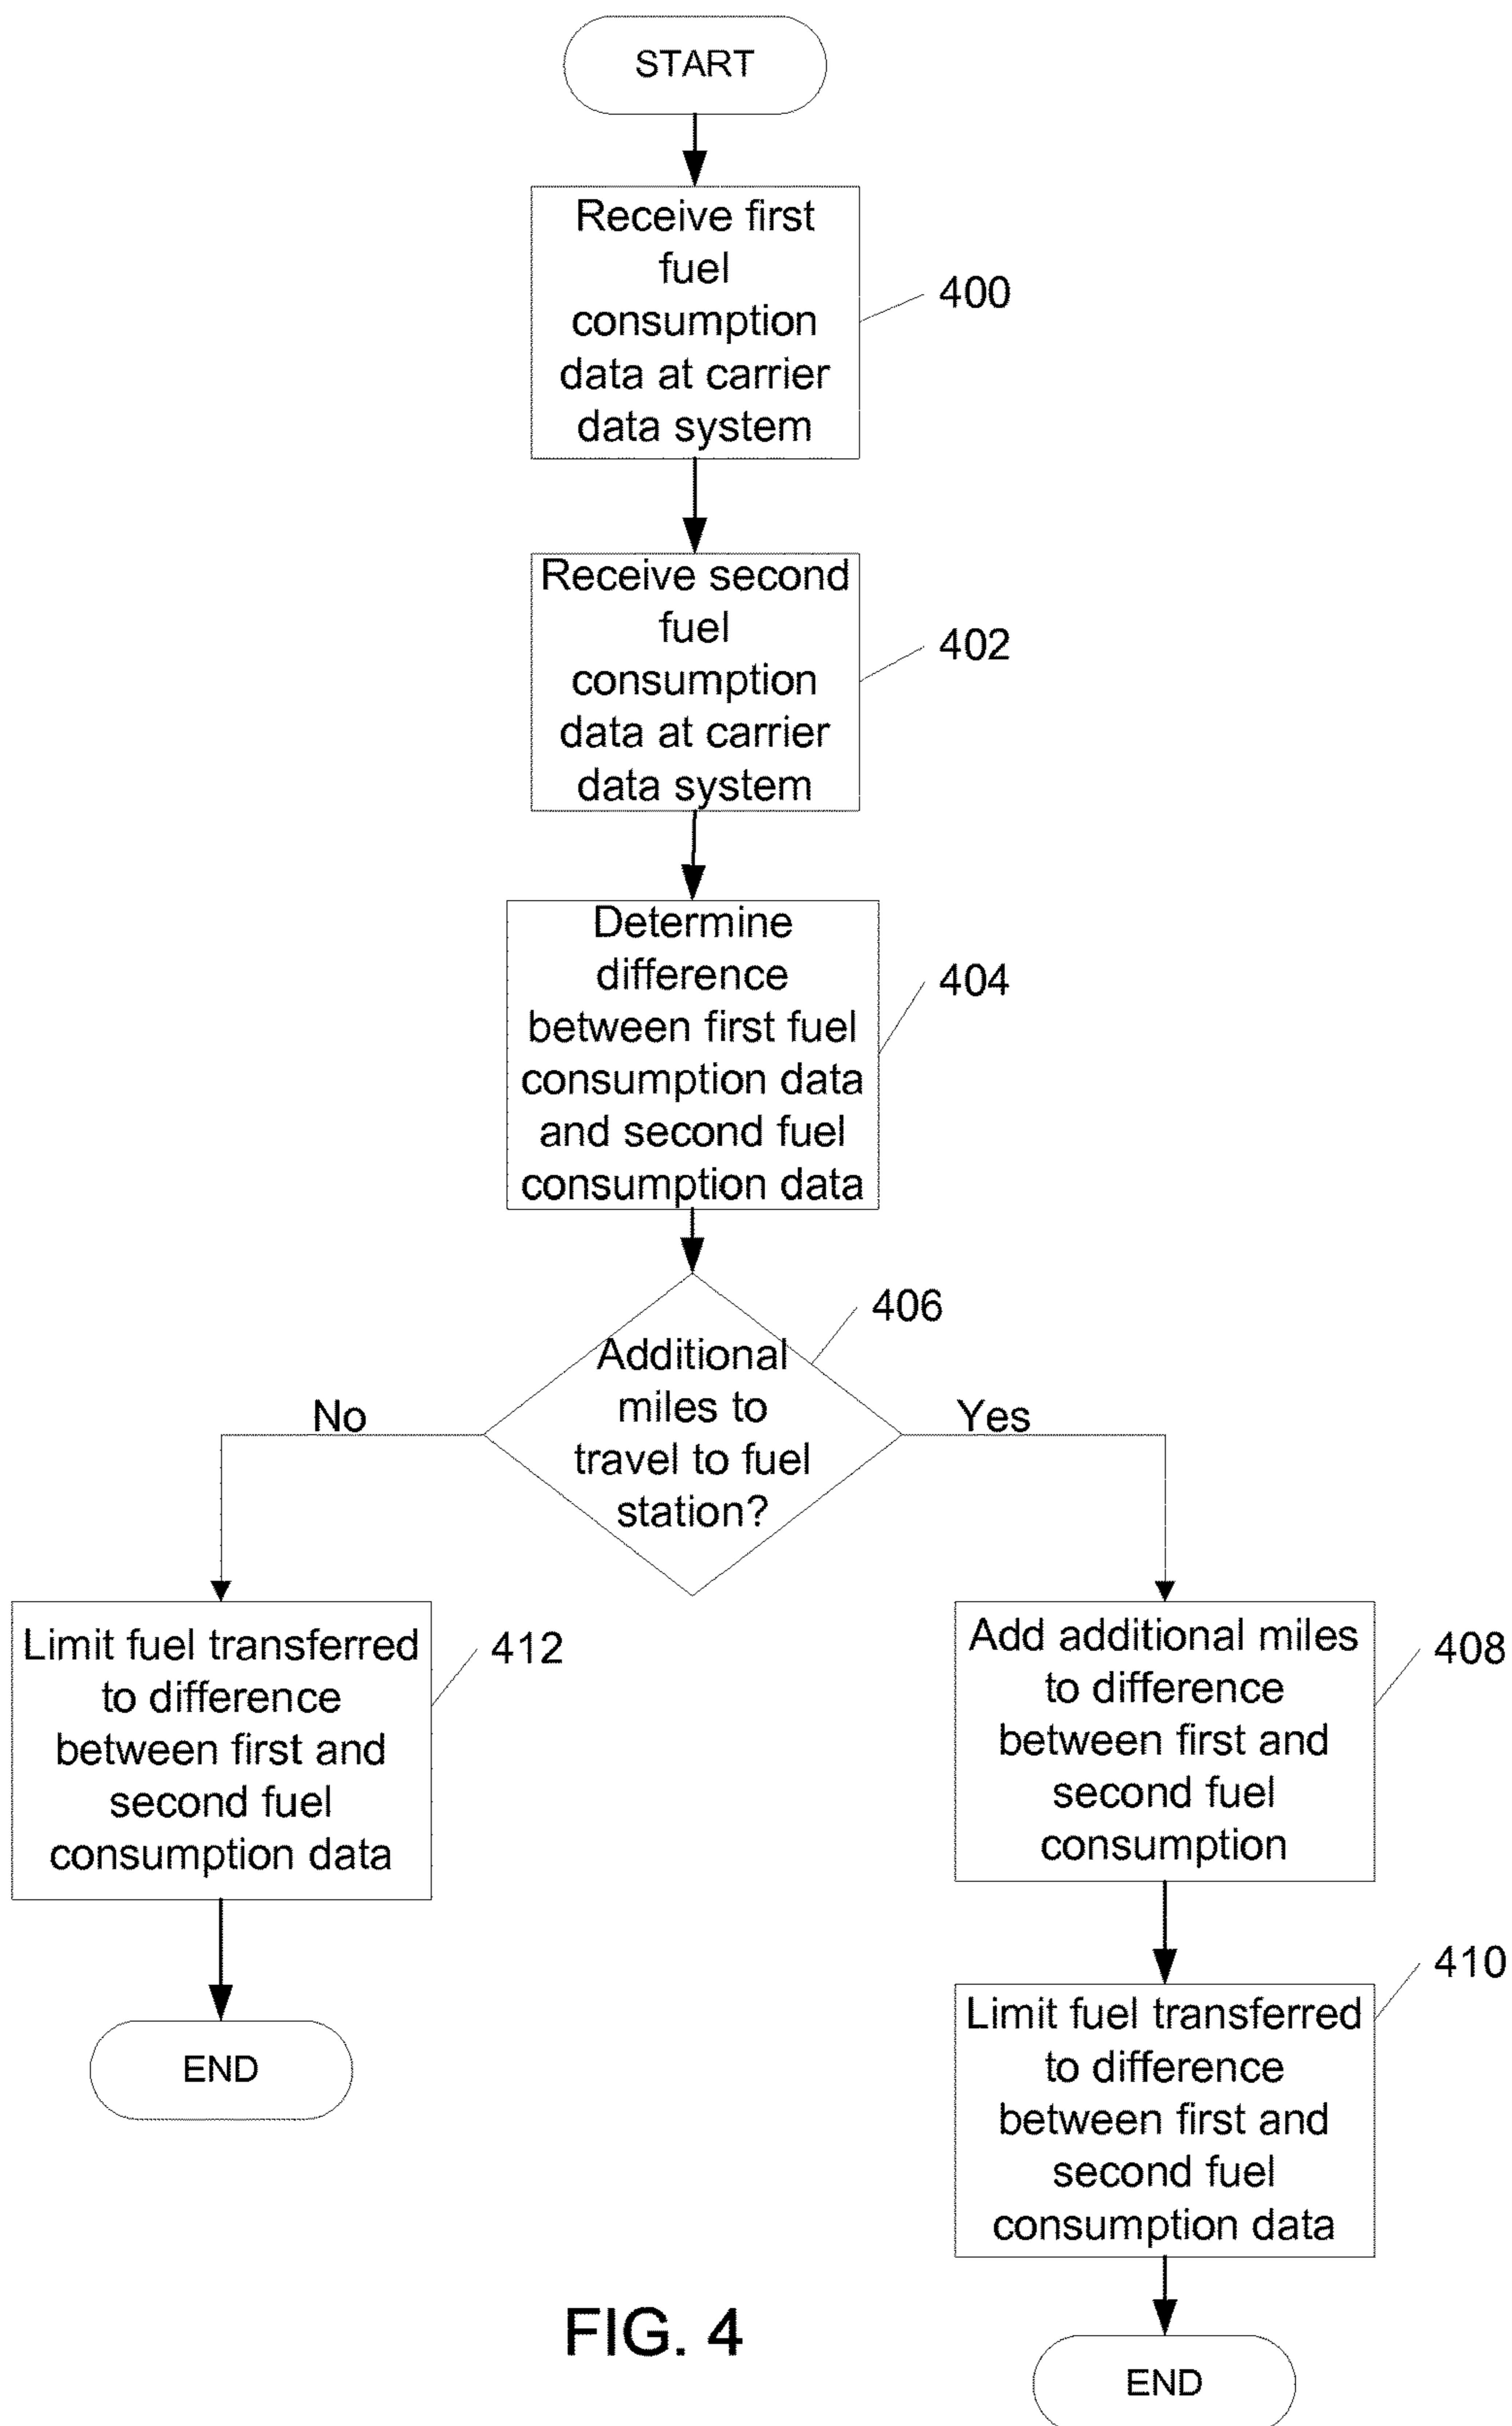 START
Receive first
fuel
consumption
data at carrier
data system
400
Receive second
fuel
consumption
data at carrier
data system
402
Determine
difference
between first fuel
consumption data
and second fuel
consumption data
404
406
Additional
miles to
travel to fuel
station?
No
Yes
Limit fuel transferred
to difference
between first and
second fuel
consumption data
412
END
Add additional miles
to difference
between first and
second fuel
consumption
408
Limit fuel transferred
to difference
between first and
second fuel
consumption data
410
END
FIG. 4